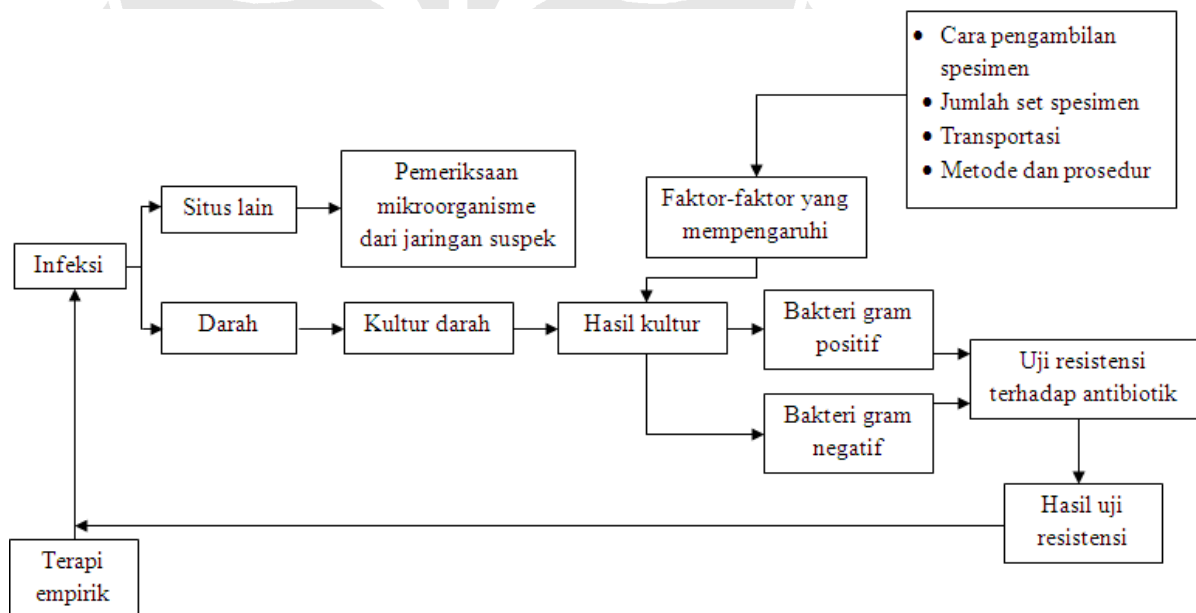 • Cara pengambilan
spesimen
• Jumlah set spesimen
• Transportasi
• Metode dan prosedur
Pemeriksaan
mikroorganisme
dari jaringan suspek
Situs lain
Faktor-faktor yang
mempengaruhi
Infeksi
Darah
Kultur darah
Hasil kultur
Bakteri gram
positif
Uji resistensi
terhadap antibiotik
Bakteri gram
negatif
Hasil uji
resistensi
Terapi
empirik